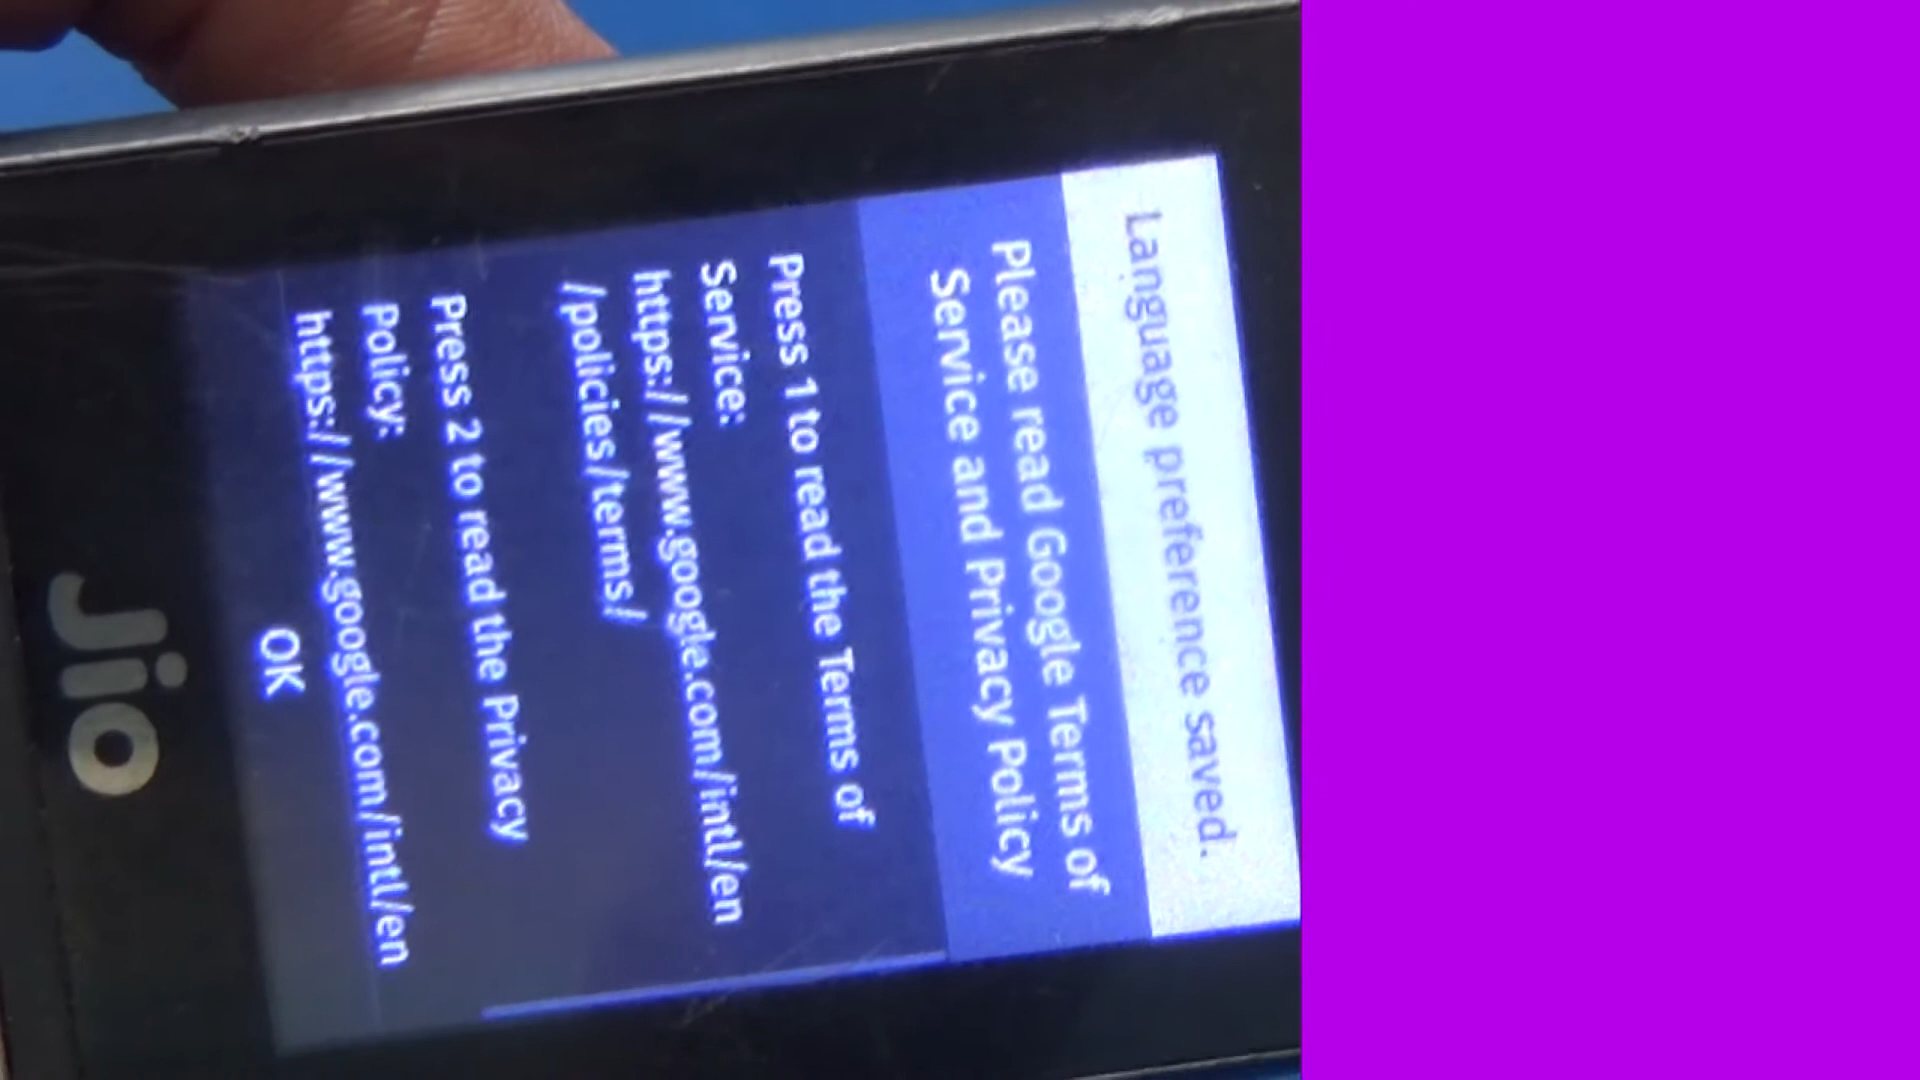 Language preference saved.
Please read Google Terms of
Service and Privacy Policy
Press 1 to read the Terms of
Service:
https://www.google.com/intl/en
/policies/terms/
Press 2 to read the Privacy
Policy:
https://www.google.com/intl/en
OK
Jio